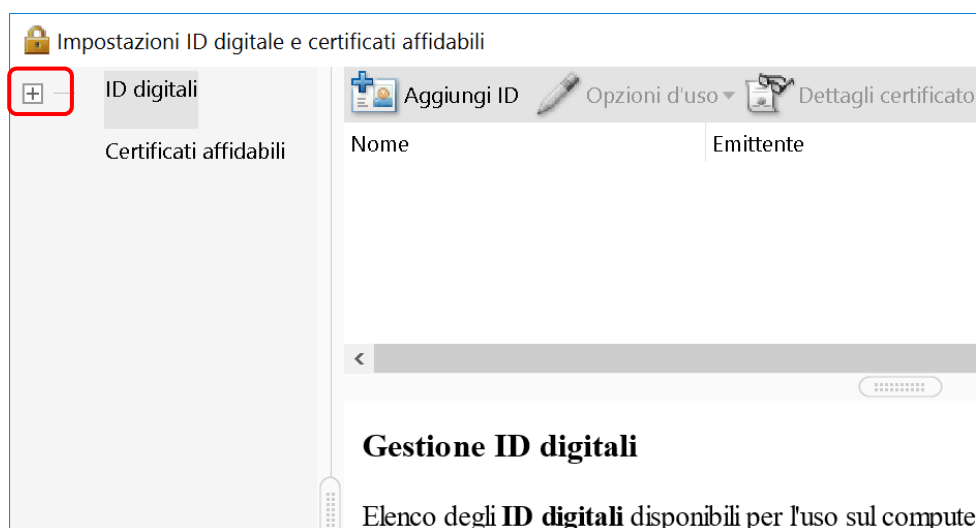 Impostazioni ID digitale e certificati affidabili
ID digitali
Certificati affidabili
Aggiungi ID Opzioni d'uso Dettagli certificato
Nome Emittente
Gestione ID digitali
Elenco degli ID digitali disponibili per l'uso sul compute